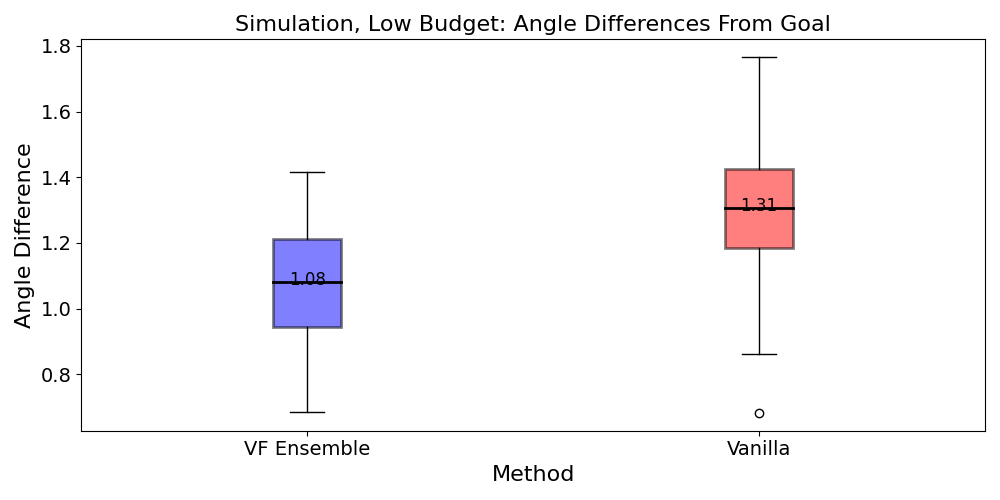 Simulation, Low Budget: Angle Differences From Goal
Angle Difference
1.8
1.6
1.4
1.2
1.0
0.8
1.08
1.31
VF Ensemble
Vanilla
Method